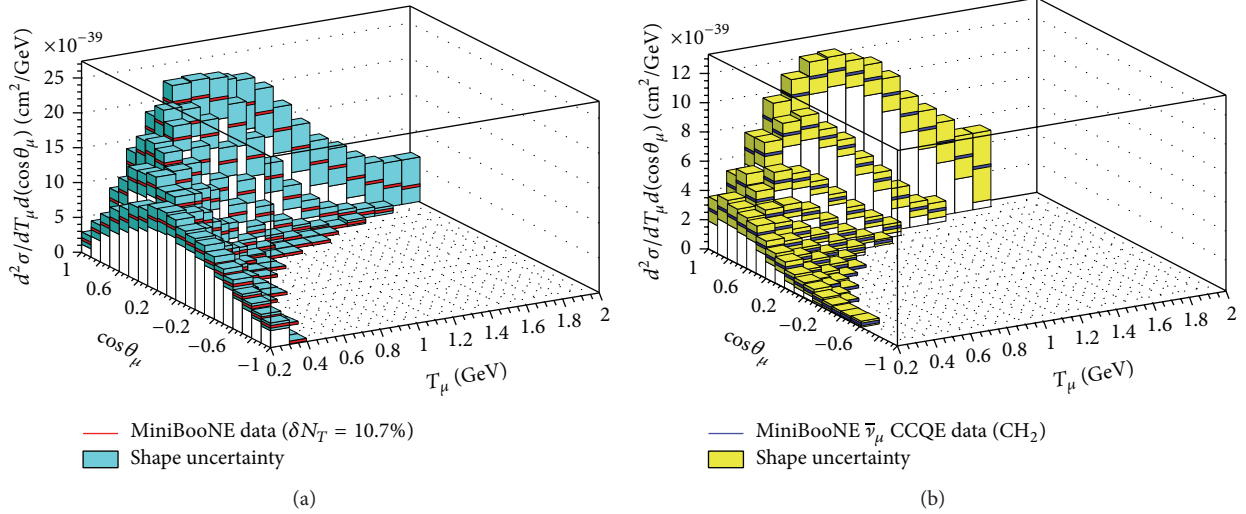 ×10⁻³⁹
d²σ/dT_μ d(cosθ_μ) (cm²/GeV)
25
20
15
10
5
0
1
0.6
0.2
−0.2
−0.6
−1
cosθ_μ
0.2 0.4 0.6 0.8 1 1.2 1.4 1.6 1.8 2
T_μ (GeV)
MiniBooNE data (δN_T = 10.7%)
Shape uncertainty
(a)
×10⁻³⁹
d²σ/dT_μ d(cosθ_μ) (cm²/GeV)
12
10
8
6
4
2
0
1
0.6
0.2
−0.2
−0.6
−1
cosθ_μ
0.2 0.4 0.6 0.8 1 1.2 1.4 1.6 1.8 2
T_μ (GeV)
MiniBooNE ν̅_μ CCQE data (CH₂)
Shape uncertainty
(b)